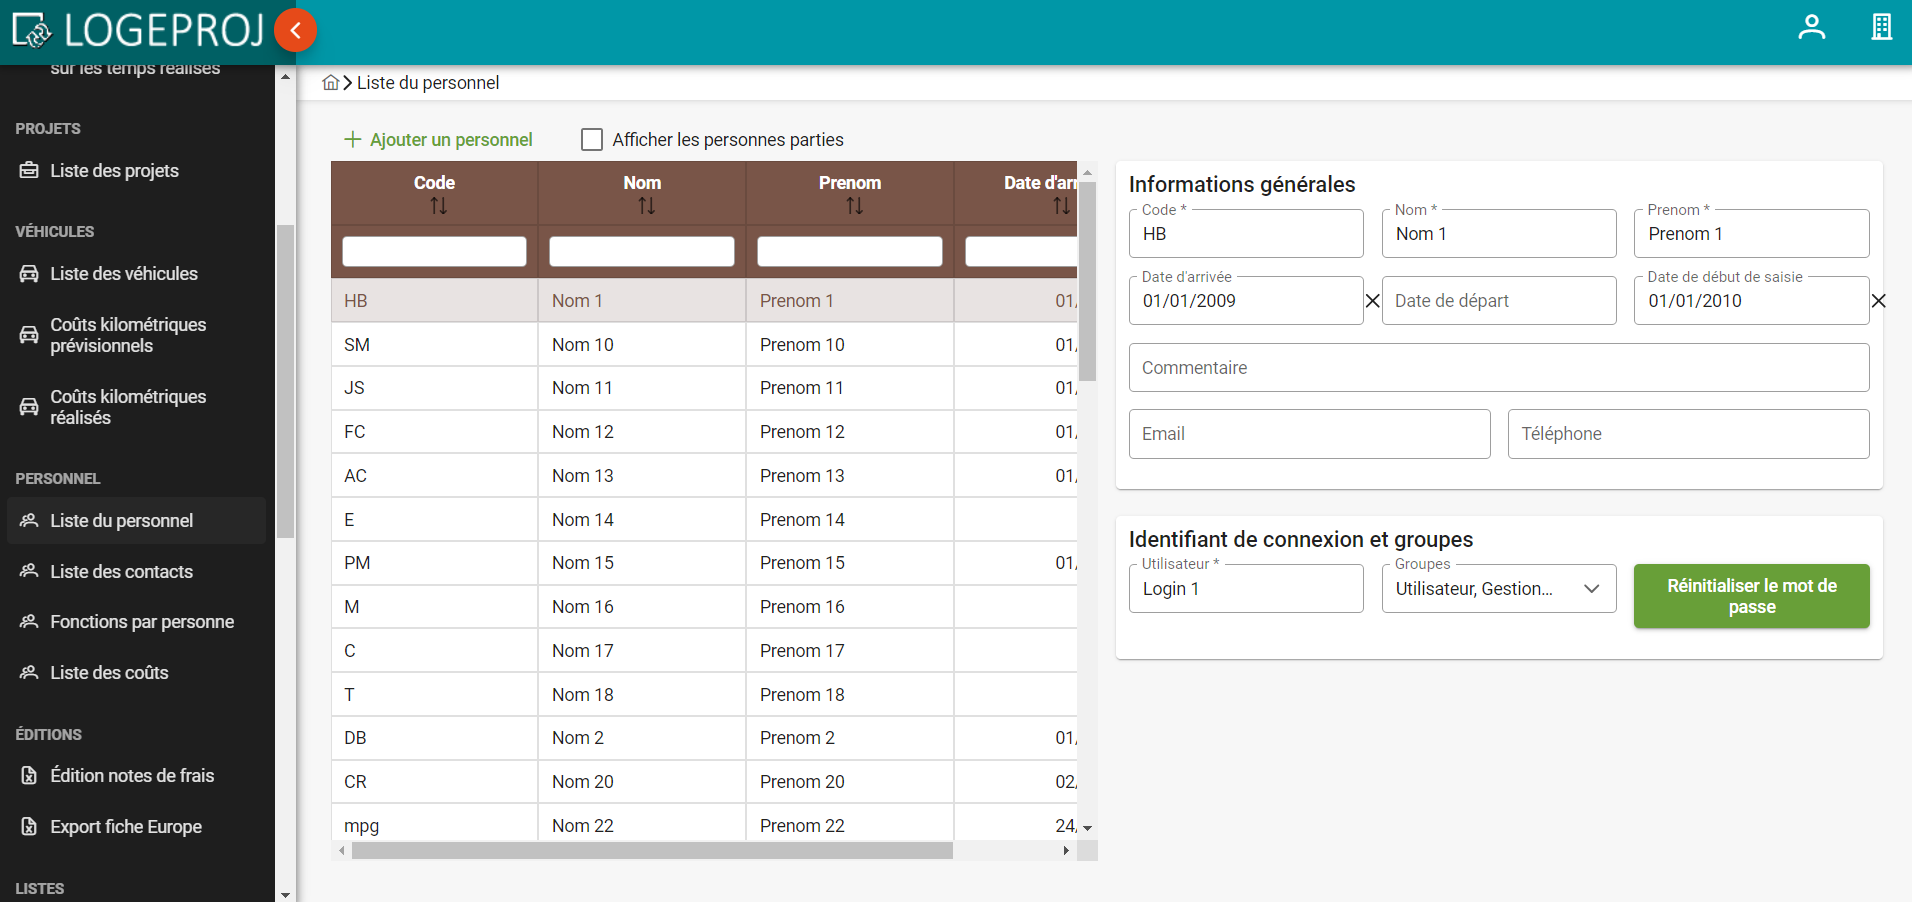 LOGEPROJ
sur les temps réalisés
PROJETS
Liste des projets
VÉHICULES
Liste des véhicules
Coûts kilométriques
prévisionnels
Coûts kilométriques
réalisés
PERSONNEL
Liste du personnel
Liste des contacts
Fonctions par personne
Liste des coûts
ÉDITIONS
Édition notes de frais
Export fiche Europe
LISTES
Liste du personnel
Ajouter un personnel
Afficher les personnes parties
Code Nom Prenom Date d'arr
HB Nom 1 Prenom 1 01/
SM Nom 10 Prenom 10 01/
JS Nom 11 Prenom 11 01/
FC Nom 12 Prenom 12 01/
AC Nom 13 Prenom 13 01/
E Nom 14 Prenom 14
PM Nom 15 Prenom 15 01/
M Nom 16 Prenom 16
C Nom 17 Prenom 17
T Nom 18 Prenom 18
DB Nom 2 Prenom 2 01/
CR Nom 20 Prenom 20 02/
mpg Nom 22 Prenom 22 24/
Informations générales
Code * Nom * Prenom *
HB Nom 1 Prenom 1
Date d'arrivée Date de début de saisie
01/01/2009 Date de départ 01/01/2010
Commentaire
Email Téléphone
Identifiant de connexion et groupes
Utilisateur * Groupes
Login 1 Utilisateur, Gestion...
Réinitialiser le mot de
passe